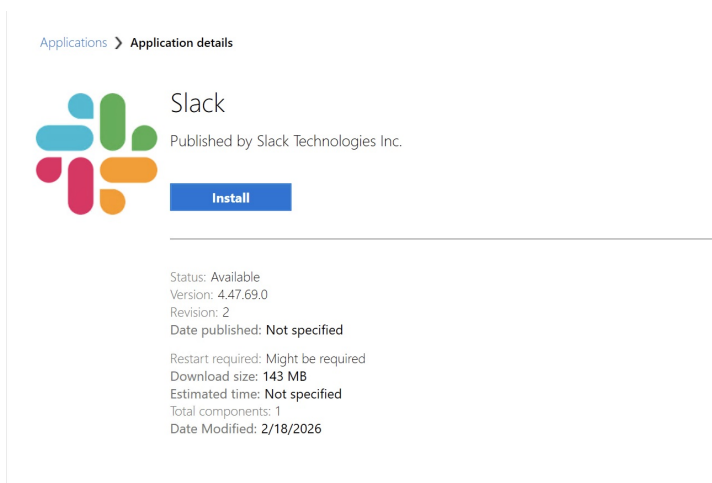 Applications ❯ Application details
Slack
Published by Slack Technologies Inc.
Install
Status: Available
Version: 4.47.69.0
Revision: 2
Date published: Not specified
Restart required: Might be required
Download size: 143 MB
Estimated time: Not specified
Total components: 1
Date Modified: 2/18/2026